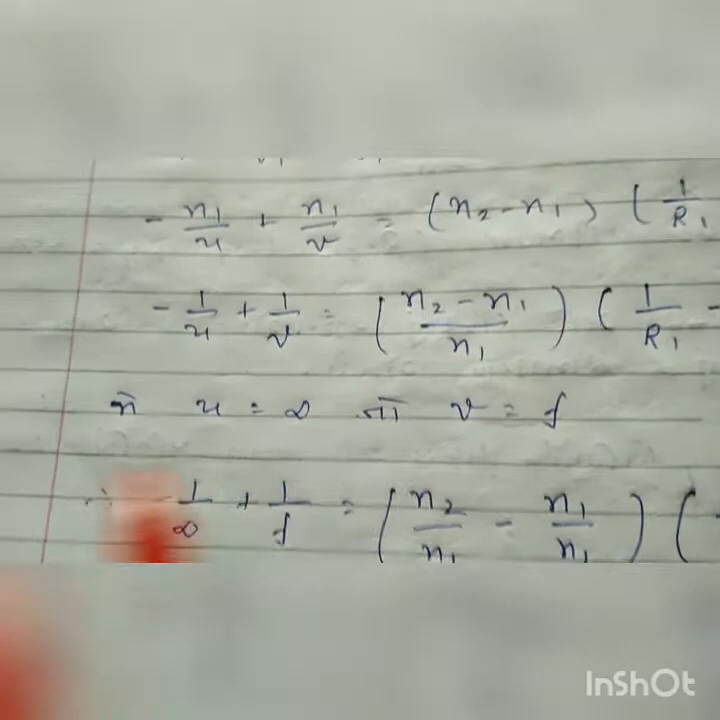 - n₁/u + n₁/v = (n₂ - n₁) (1/R₁
- 1/u + 1/v = ((n₂ - n₁)/n₁) (1/R₁ -
u = ∞ v = f
- 1/∞ + 1/f = (n₂/n₁ - n₁/n₁) (
InShOt